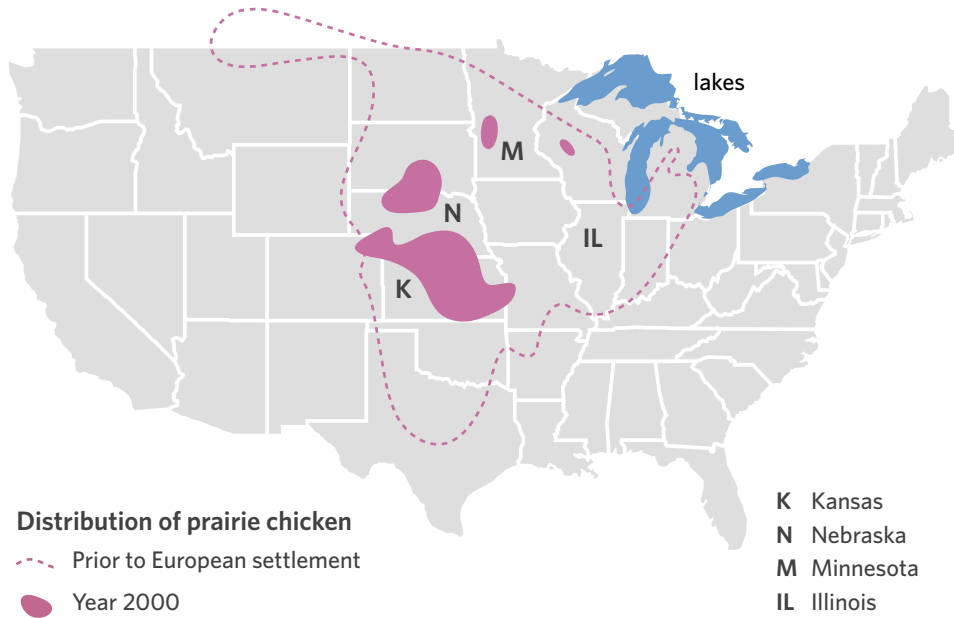 lakes
M
N
IL
K
Distribution of prairie chicken
Prior to European settlement
Year 2000
K Kansas
N Nebraska
M Minnesota
IL Illinois